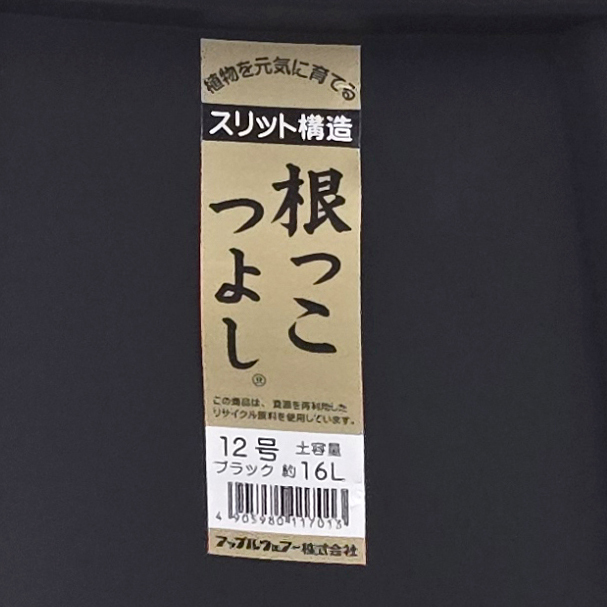 植物を元気に育てる
スリット構造
根っこ
つよし®
この商品は、資源を再利用した
リサイクル原料を使用しています。
12号 土容量
ブラック 約16L
4 905980 117013
アップルウェアー株式会社